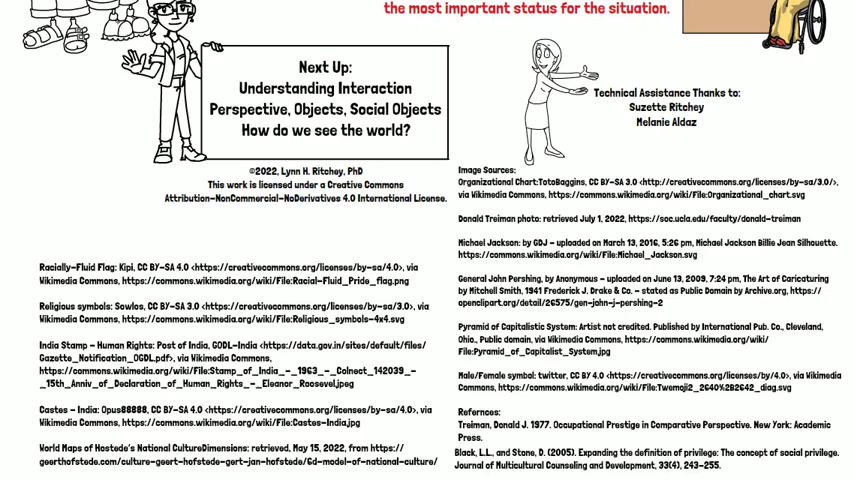 the most important status for the situation.
Next Up:
Understanding Interaction
Perspective, Objects, Social Objects
How do we see the world?
Technical Assistance Thanks to:
Suzette Ritchey
Melanie Aldaz
©2022, Lynn H. Ritchey, PhD
This work is licensed under a Creative Commons
Attribution-NonCommercial-NoDerivatives 4.0 International License.
Racially-Fluid Flag: Kipi, CC BY-SA 4.0 <https://creativecommons.org/licenses/by-sa/4.0>, via
Wikimedia Commons, https://commons.wikimedia.org/wiki/File:Racial-Fluid_Pride_flag.png
Religious symbols: Sowlos, CC BY-SA 3.0 <https://creativecommons.org/licenses/by-sa/3.0>, via
Wikimedia Commons, https://commons.wikimedia.org/wiki/File:Religious_symbols-4x4.svg
India Stamp - Human Rights: Post of India, GODL-India <https://data.gov.in/sites/default/files/
Gazette_Notification_OGDL.pdf>, via Wikimedia Commons,
https://commons.wikimedia.org/wiki/File:Stamp_of_India_-_1963_-_Colnect_142039_-
_15th_Anniv_of_Declaration_of_Human_Rights_-_Eleanor_Roosevel.jpeg
Castes - India: Opus88888, CC BY-SA 4.0 <https://creativecommons.org/licenses/by-sa/4.0>, via
Wikimedia Commons, https://commons.wikimedia.org/wiki/File:Castes-India.jpg
World Maps of Hostede's National CultureDimensions: retrieved, May 15, 2022, from https://
geerthofstede.com/culture-geert-hofstede-gert-jan-hofstede/6d-model-of-national-culture/
Image Sources:
Organizational Chart:TotoBaggins, CC BY-SA 3.0 <http://creativecommons.org/licenses/by-sa/3.0/>,
via Wikimedia Commons, https://commons.wikimedia.org/wiki/File:Organizational_chart.svg
Donald Treiman photo: retrieved July 1, 2022, https://soc.ucla.edu/faculty/donald-treiman
Michael Jackson: by GDJ - uploaded on March 13, 2016, 5:26 pm, Michael Jackson Billie Jean Silhouette.
https://commons.wikimedia.org/wiki/File:Michael_Jackson.svg
General John Pershing, by Anonymous - uploaded on June 13, 2009, 7:24 pm, The Art of Caricaturing
by Mitchell Smith, 1941 Frederick J. Drake & Co. - stated as Public Domain by Archive.org, https://
openclipart.org/detail/26575/gen-john-j-pershing-2
Pyramid of Capitalistic System: Artist not credited. Published by International Pub. Co., Cleveland,
Ohio., Public domain, via Wikimedia Commons, https://commons.wikimedia.org/wiki/
File:Pyramid_of_Capitalist_System.jpg
Male/Female symbol: twitter, CC BY 4.0 <https://creativecommons.org/licenses/by/4.0>, via Wikimedia
Commons, https://commons.wikimedia.org/wiki/File:Twemoji2_2640%2B2642_diag.svg
Refernces:
Treiman, Donald J. 1977. Occupational Prestige in Comparative Perspective. New York: Academic
Press.
Black, L.L., and Stone, D. (2005). Expanding the definition of privilege: The concept of social privilege.
Journal of Multicultural Counseling and Development, 33(4), 243-255.